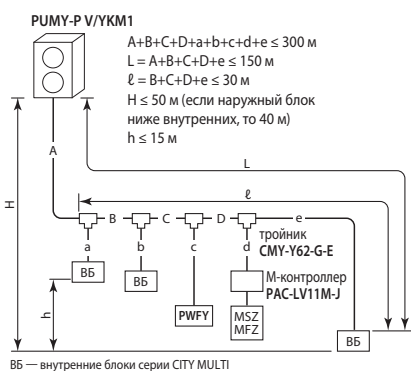 PUMY-P V/YKM1
A+B+C+D+a+b+c+d+e ≤ 300 м
L = A+B+C+D+e ≤ 150 м
ℓ = B+C+D+e ≤ 30 м
H ≤ 50 м (если наружный блок
ниже внутренних, то 40 м)
h ≤ 15 м
A
L
H
ℓ
B
C
D
e
тройник
CMY-Y62-G-E
a
b
c
d
М-контроллер
PAC-LV11M-J
ВБ
ВБ
h
PWFY
MSZ
MFZ
ВБ
ВБ — внутренние блоки серии CITY MULTI